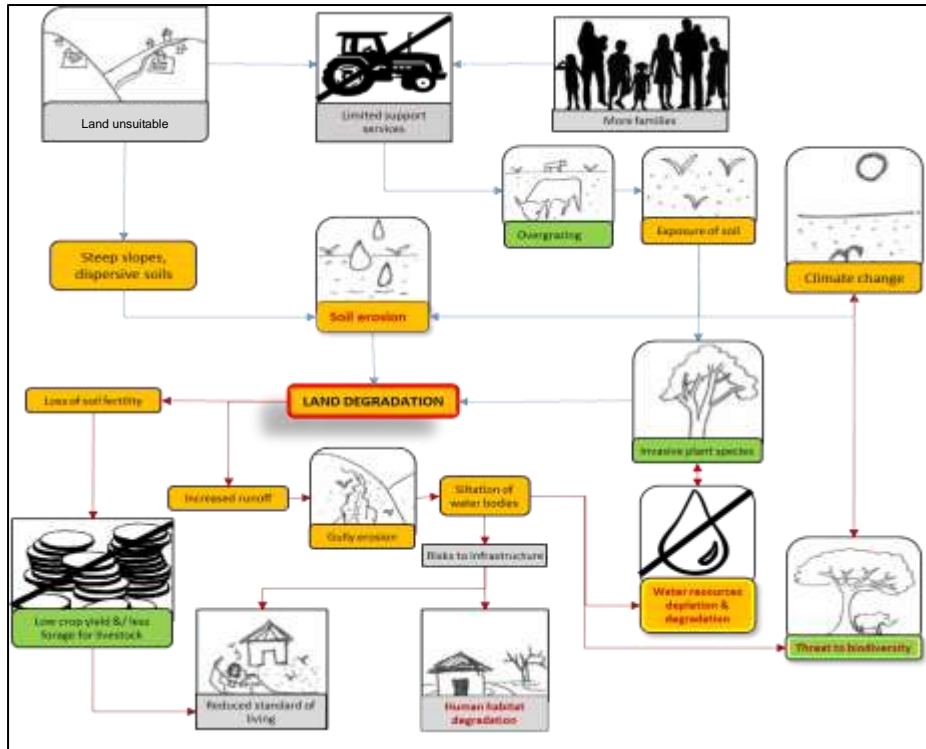 Land unsuitable
Limited support
services
More families
Overgrazing
Exposure of soil
Steep slopes,
dispersive soils
Climate change
Soil erosion
Loss of soil fertility
LAND DEGRADATION
Invasive plant species
Increased runoff
Siltation of
water bodies
Gully erosion
Risks to infrastructure
Low crop yield &/ less
forage for livestock
Water resources
depletion &
degradation
Threat to biodiversity
Reduced standard of
living
Human habitat
degradation